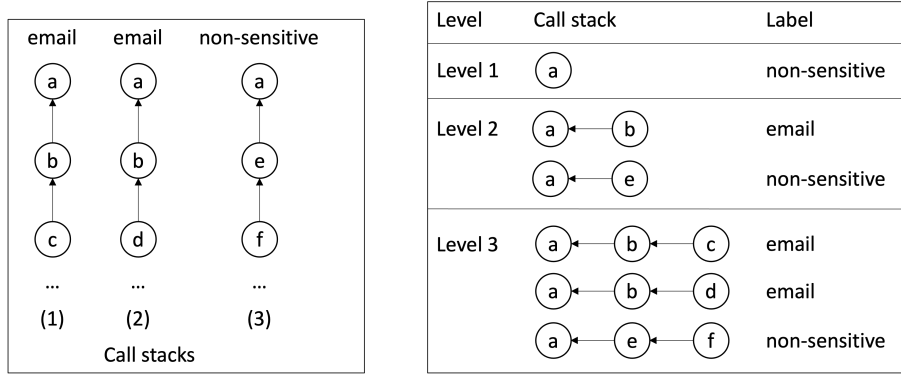 email email non-sensitive
a a a
b b e
c d f
... ... ...
(1) (2) (3)
Call stacks
Level Call stack Label
Level 1 a non-sensitive
Level 2 a b email
a e non-sensitive
Level 3 a b c email
a b d email
a e f non-sensitive